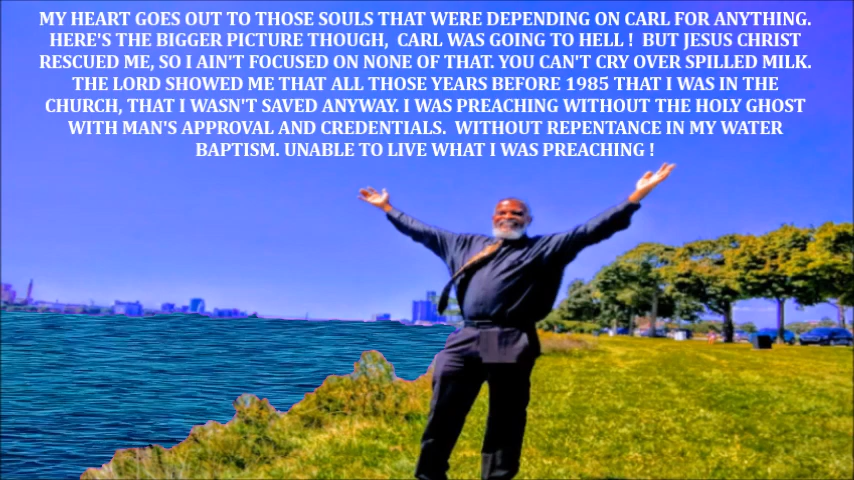 MY HEART GOES OUT TO THOSE SOULS THAT WERE DEPENDING ON CARL FOR ANYTHING.
HERE'S THE BIGGER PICTURE THOUGH,  CARL WAS GOING TO HELL !  BUT JESUS CHRIST
RESCUED ME, SO I AIN'T FOCUSED ON NONE OF THAT. YOU CAN'T CRY OVER SPILLED MILK.
THE LORD SHOWED ME THAT ALL THOSE YEARS BEFORE 1985 THAT I WAS IN THE
CHURCH, THAT I WASN'T SAVED ANYWAY. I WAS PREACHING WITHOUT THE HOLY GHOST
WITH MAN'S APPROVAL AND CREDENTIALS.  WITHOUT REPENTANCE IN MY WATER
BAPTISM. UNABLE TO LIVE WHAT I WAS PREACHING !